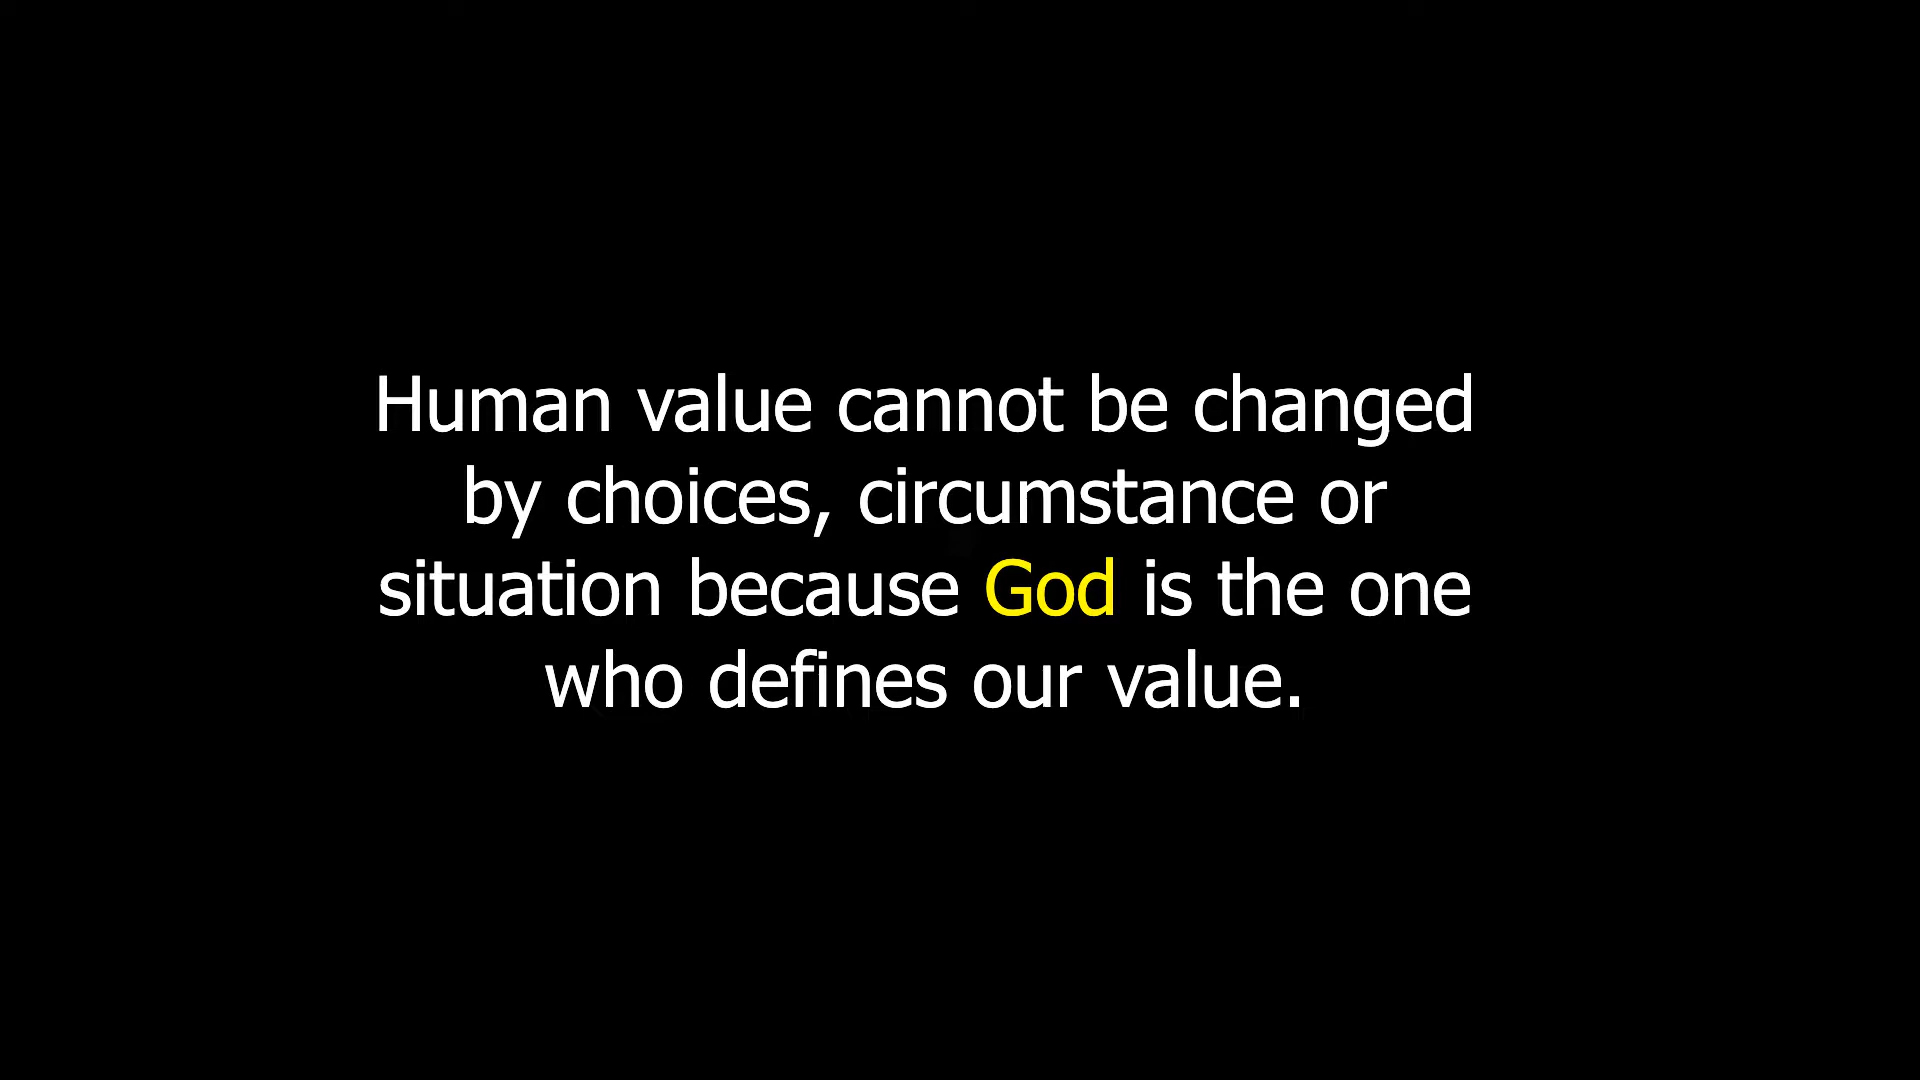 Human value cannot be changed
by choices, circumstance or
situation because God is the one
who defines our value.